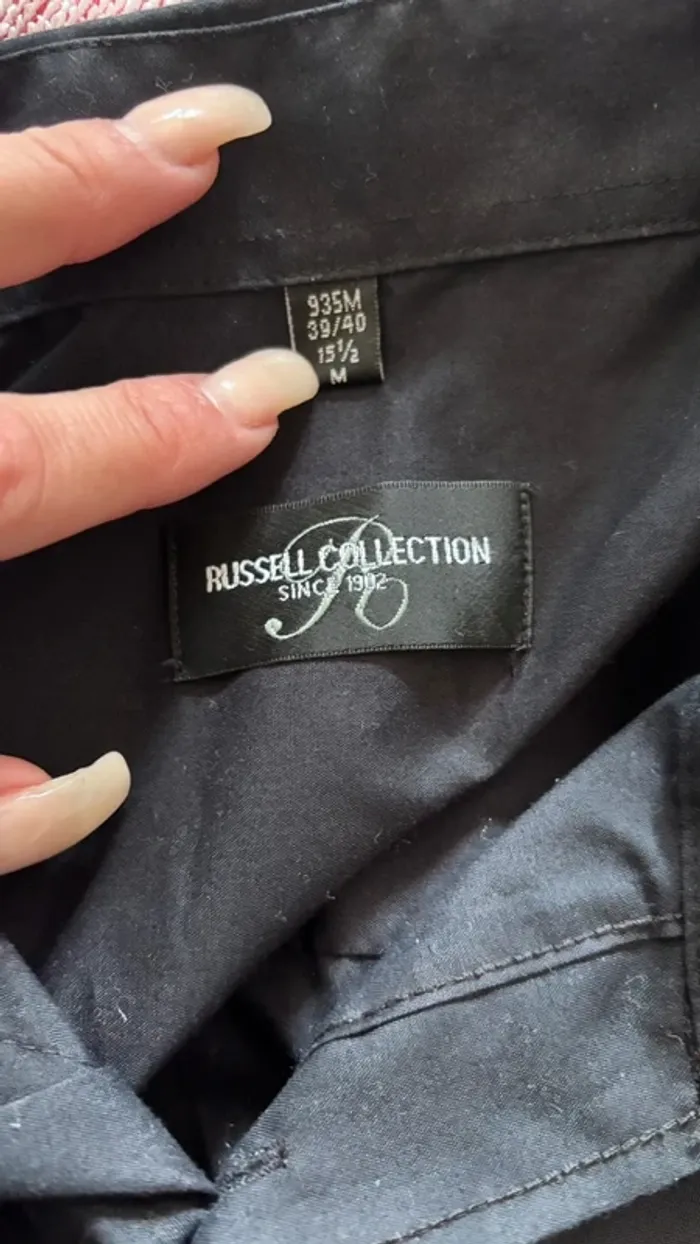 935M
39/40
15½
M
RUSSELL COLLECTION
SINCE 1902
R